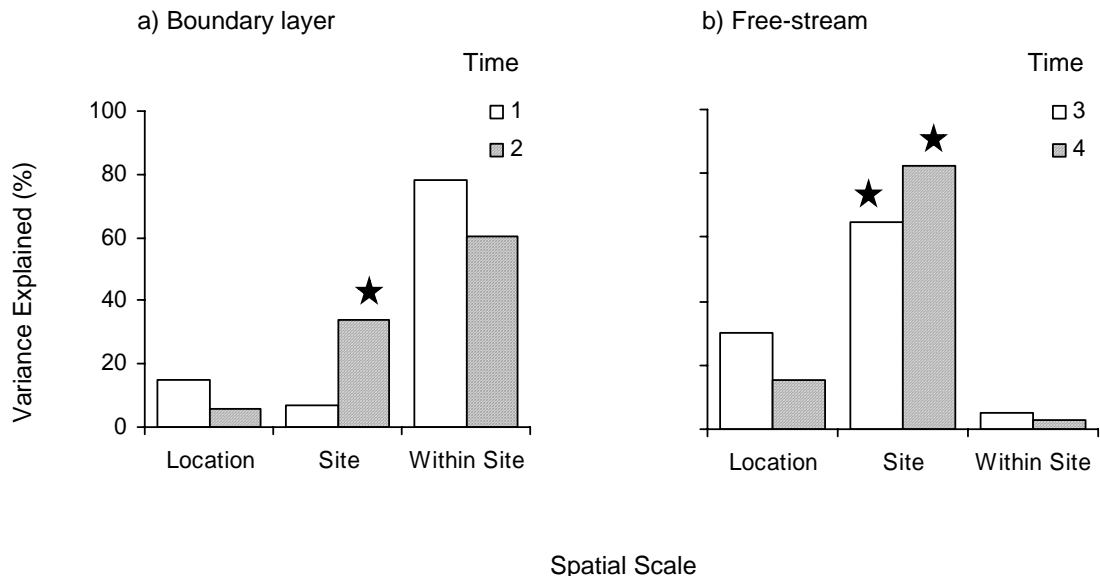 a) Boundary layer
Time
1
2
100
80
60
40
20
0
Variance Explained (%)
Location Site Within Site
b) Free-stream
Time
3
4
Location Site Within Site
Spatial Scale